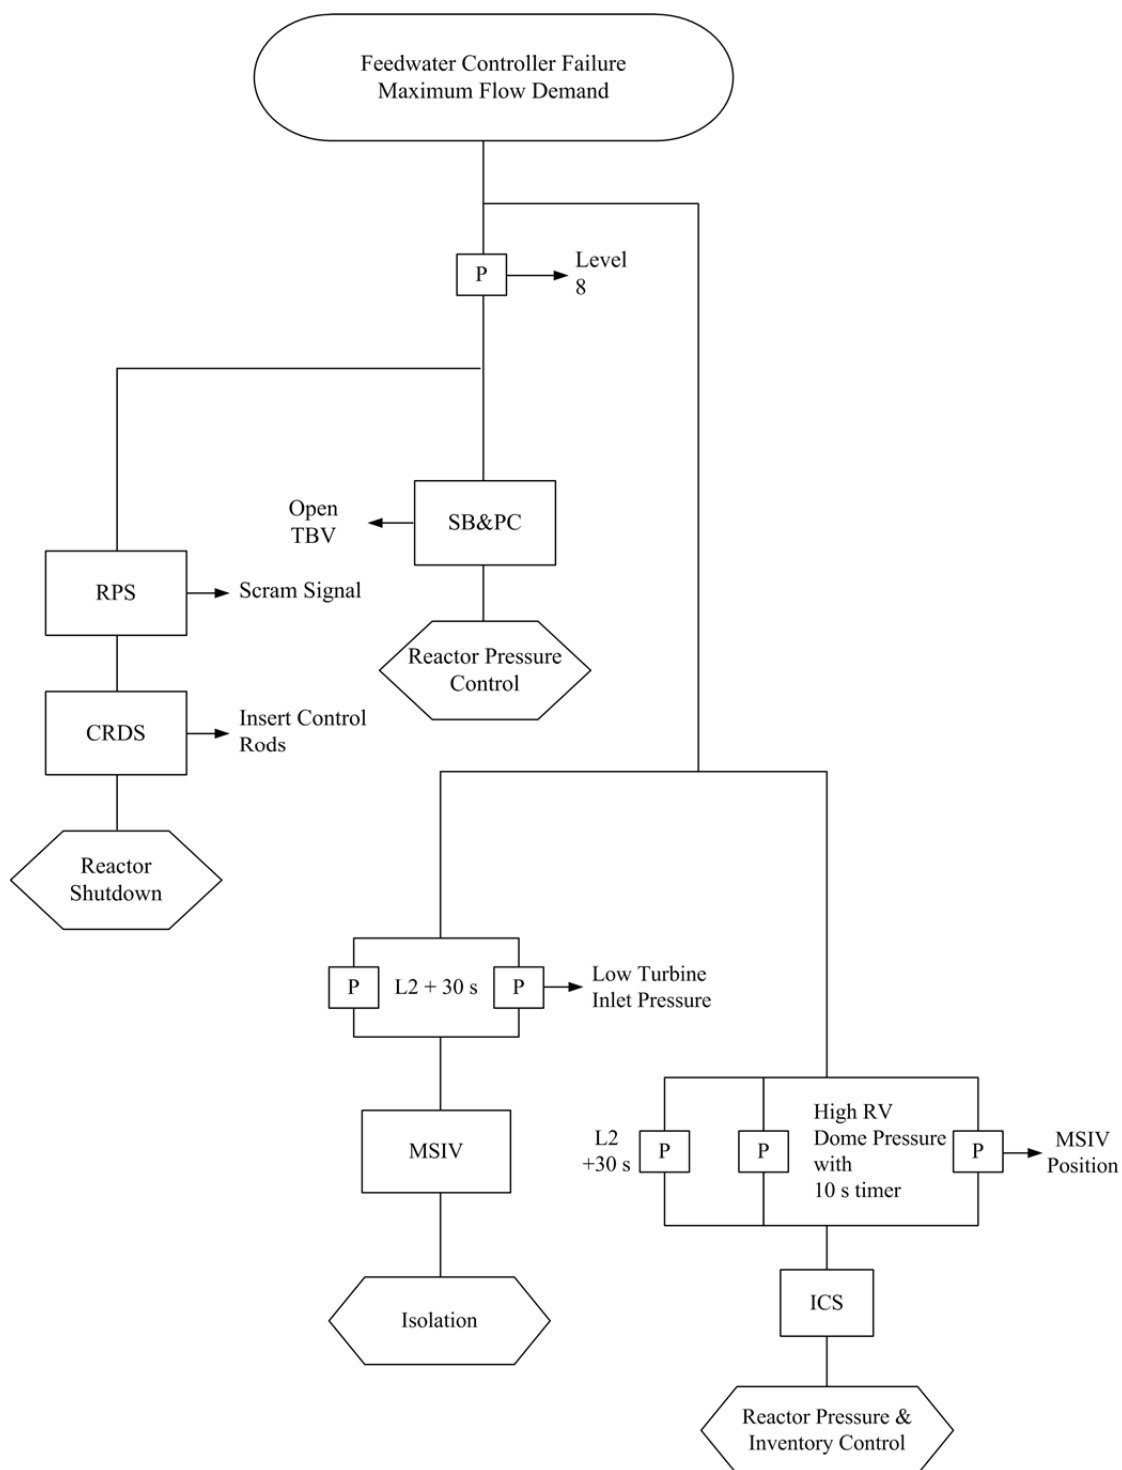 Feedwater Controller Failure
Maximum Flow Demand
P
Level
8
Open
TBV
SB&PC
RPS
Scram Signal
Reactor Pressure
Control
CRDS
Insert Control
Rods
Reactor
Shutdown
P
L2 + 30 s
P
Low Turbine
Inlet Pressure
MSIV
Isolation
L2
+30 s
P
P
High RV
Dome Pressure
with
10 s timer
P
MSIV
Position
ICS
Reactor Pressure &
Inventory Control